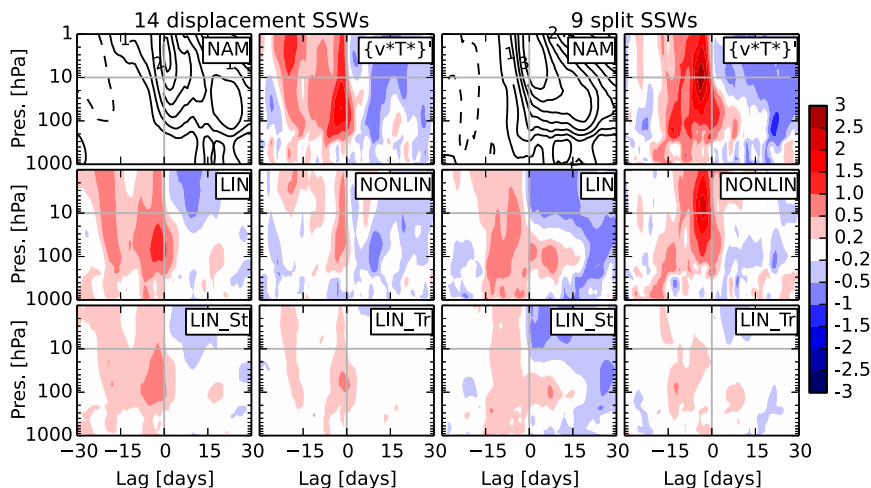 14 displacement SSWs 9 split SSWs
NAM {v*T*}' NAM {v*T*}'
Pres. [hPa] 1 10 100 1000
LIN NONLIN LIN NONLIN
Pres. [hPa] 10 100 1000
LIN_St LIN_Tr LIN_St LIN_Tr
Pres. [hPa] 10 100 1000
−30 −15 0 15 30 −15 0 15 30 −15 0 15 30 −15 0 15 30
Lag [days] Lag [days] Lag [days] Lag [days]
3
2.5
2
1.5
1.0
0.5
0.2
-0.2
-0.5
-1
-1.5
-2
-2.5
-3